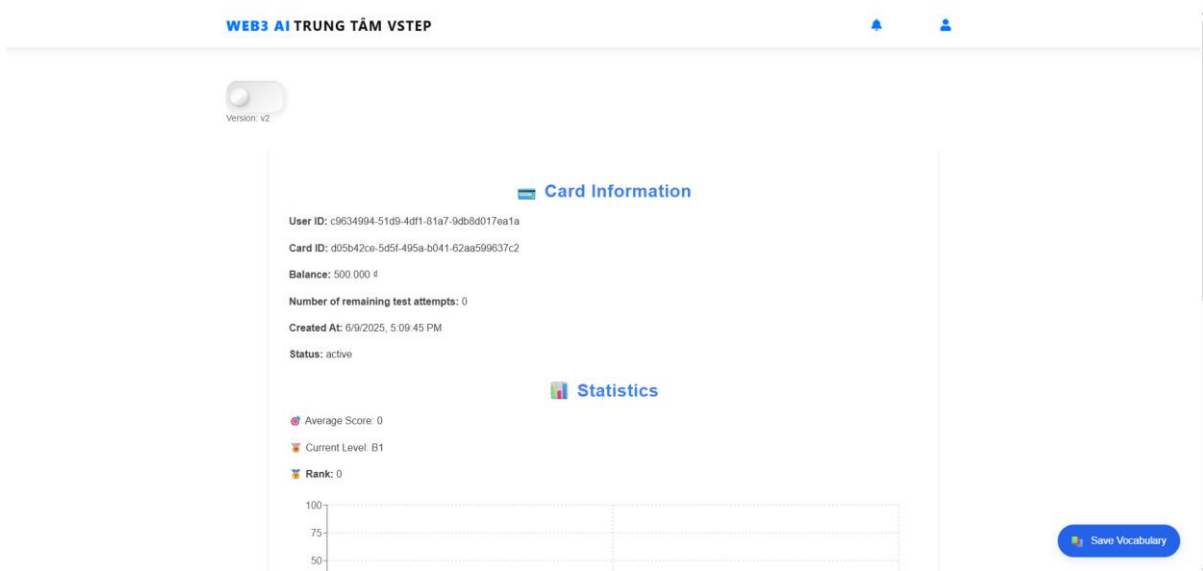 WEB3 AI TRUNG TÂM VSTEP
Version: v2
Card Information
User ID: c9634994-51d9-4df1-81a7-9db8d017ea1a
Card ID: d05b42ce-5d5f-495a-b041-62aa599637c2
Balance: 500.000 ₫
Number of remaining test attempts: 0
Created At: 6/9/2025, 5:09:45 PM
Status: active
Statistics
Average Score: 0
Current Level: B1
Rank: 0
100
75
50
Save Vocabulary